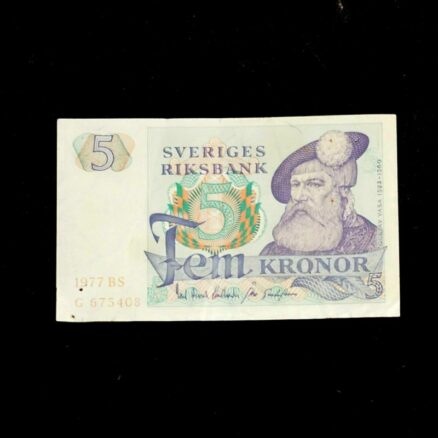 5
SVERIGES
RIKSBANK
5
Fem KRONOR
1977 BS
G 675408
5